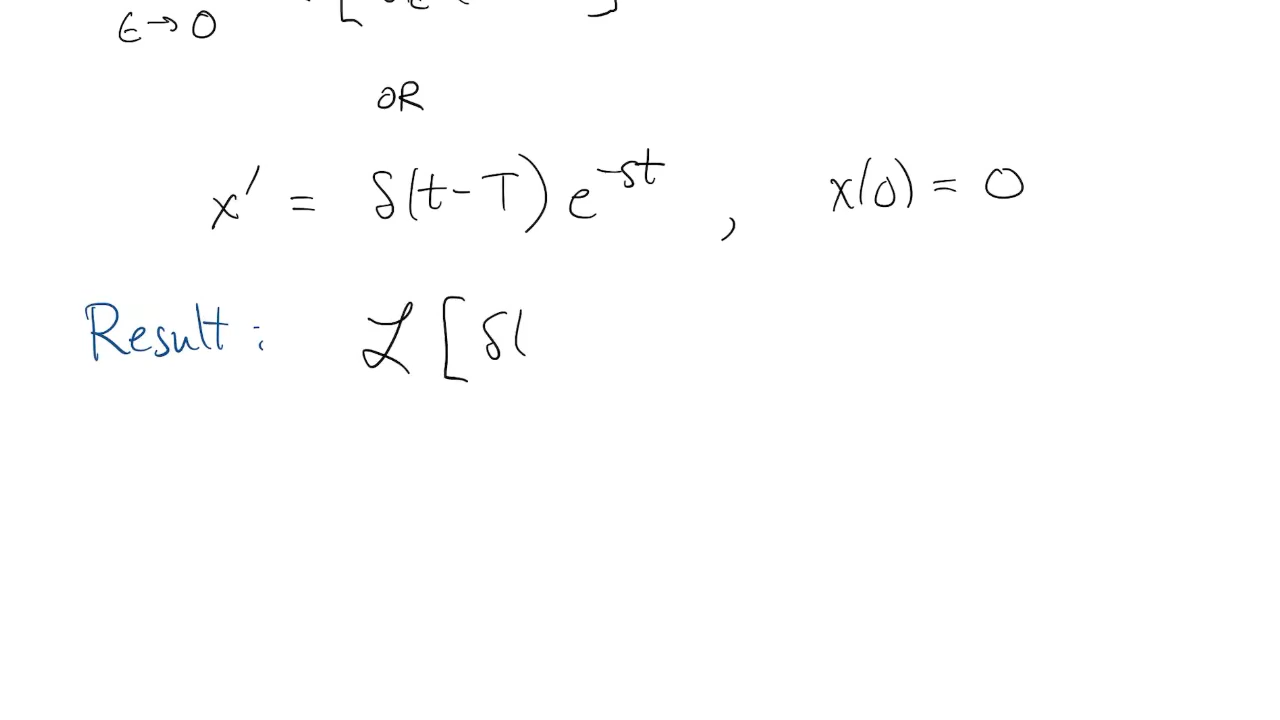 ϵ→0
OR
x′ = δ(t-T) e^{-st} , x(0) = 0
Result: ℒ[δ(